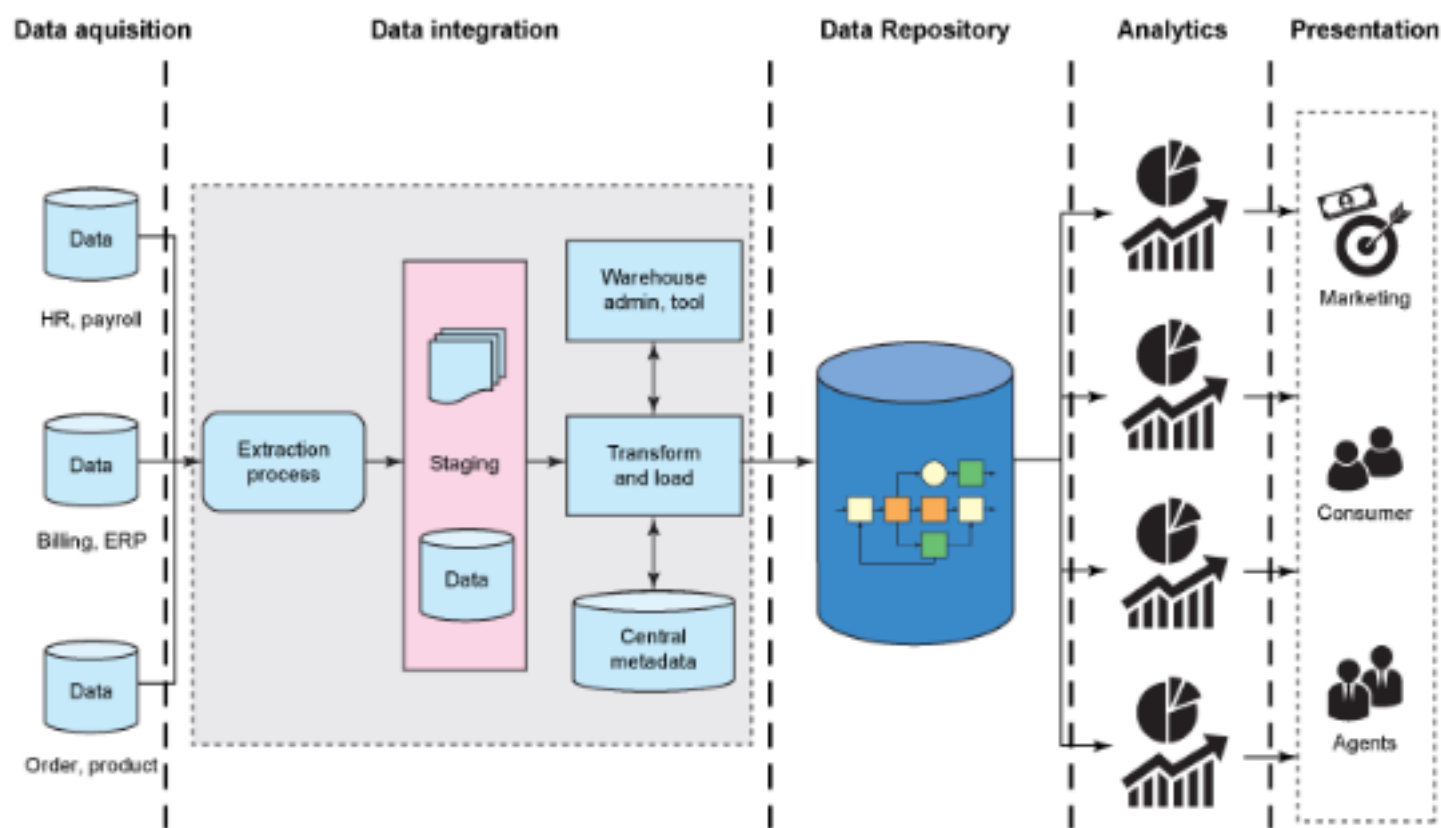 Data aquisition
Data integration
Data Repository
Analytics
Presentation
Data
HR, payroll
Data
Billing, ERP
Data
Order, product
Extraction
process
Staging
Data
Warehouse
admin, tool
Transform
and load
Central
metadata
Marketing
Consumer
Agents